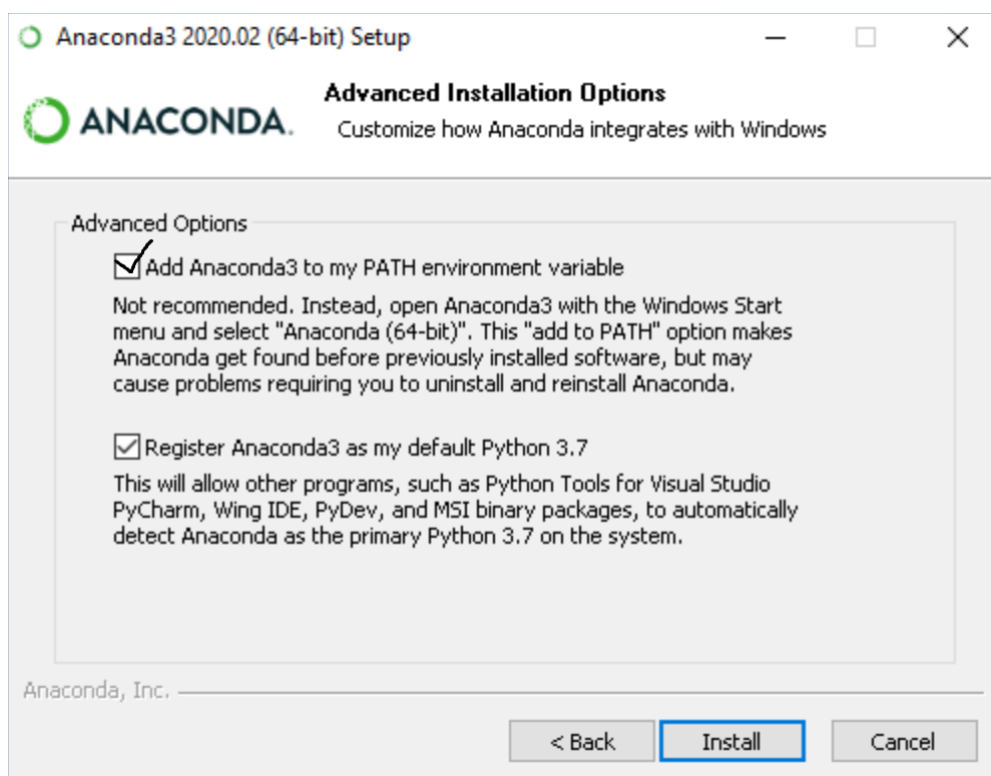 Anaconda3 2020.02 (64-bit) Setup
ANACONDA.
Advanced Installation Options
Customize how Anaconda integrates with Windows
Advanced Options
Add Anaconda3 to my PATH environment variable
Not recommended. Instead, open Anaconda3 with the Windows Start
menu and select "Anaconda (64-bit)". This "add to PATH" option makes
Anaconda get found before previously installed software, but may
cause problems requiring you to uninstall and reinstall Anaconda.
Register Anaconda3 as my default Python 3.7
This will allow other programs, such as Python Tools for Visual Studio
PyCharm, Wing IDE, PyDev, and MSI binary packages, to automatically
detect Anaconda as the primary Python 3.7 on the system.
Anaconda, Inc.
< Back
Install
Cancel